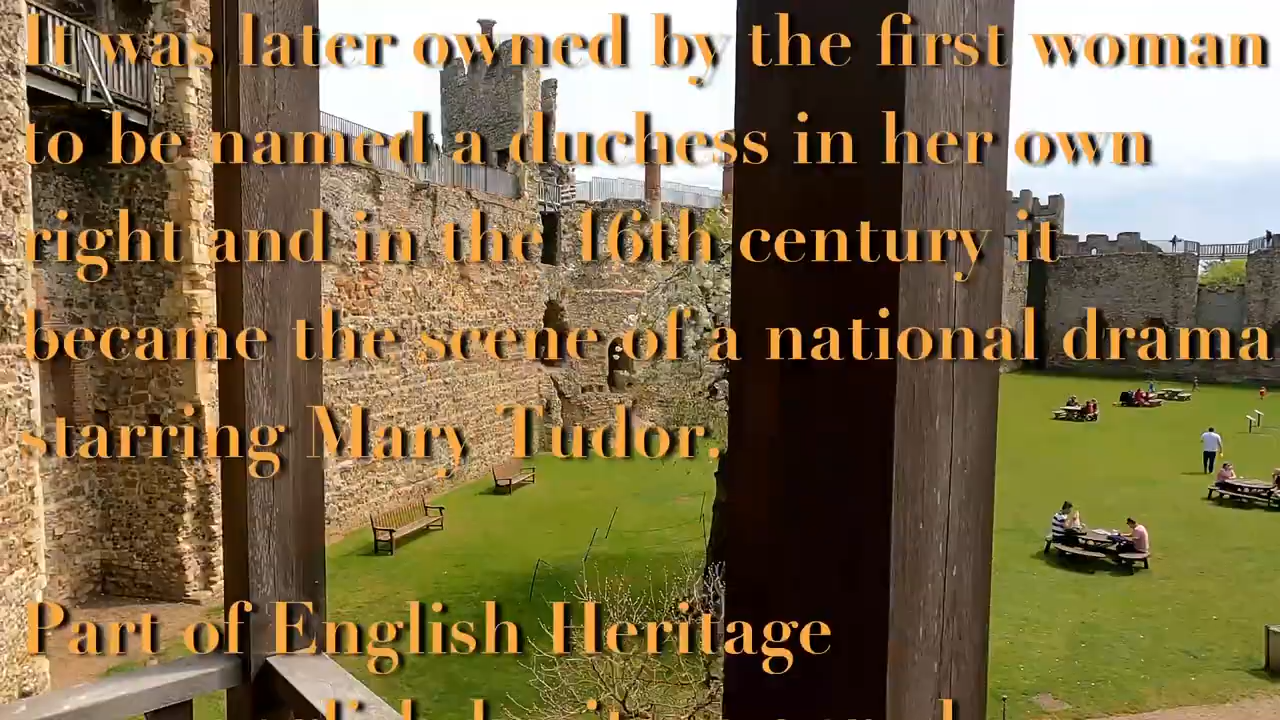 It was later owned by the first woman
to be named a duchess in her own
right and in the 16th century it
became the scene of a national drama
starring Mary Tudor.
Part of English Heritage